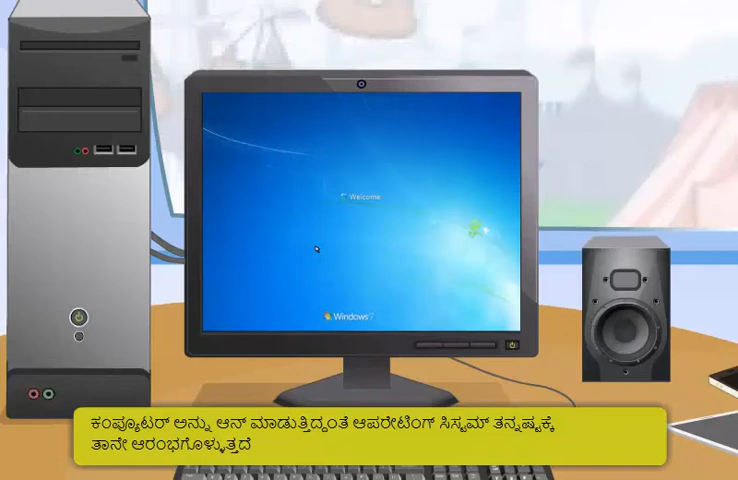 Welcome
Windows 7
ಕಂಪ್ಯೂಟರ್ ಅನ್ನು ಆನ್ ಮಾಡುತ್ತಿದ್ದಂತೆ ಆಪರೇಟಿಂಗ್ ಸಿಸ್ಟಮ್ ತನ್ನಷ್ಟಕ್ಕೆ
ತಾನೇ ಆರಂಭಗೊಳ್ಳುತ್ತದೆ